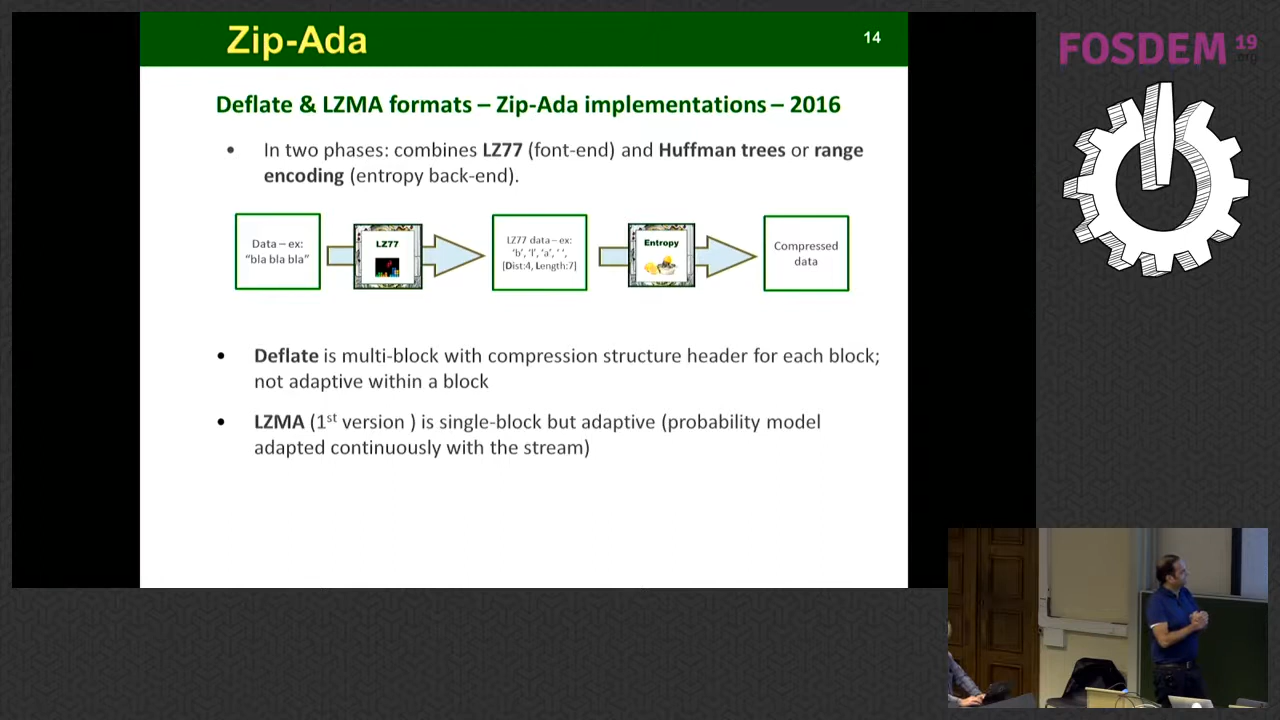 Zip-Ada
14
FOSDEM 19
.org
Deflate & LZMA formats – Zip-Ada implementations – 2016
• In two phases: combines LZ77 (font-end) and Huffman trees or range
encoding (entropy back-end).
Data – ex:
"bla bla bla"
LZ77
LZ77 data – ex:
'b', 'l', 'a', ' ',
[Dist:4, Length:7]
Entropy
Compressed
data
• Deflate is multi-block with compression structure header for each block;
not adaptive within a block
• LZMA (1st version ) is single-block but adaptive (probability model
adapted continuously with the stream)